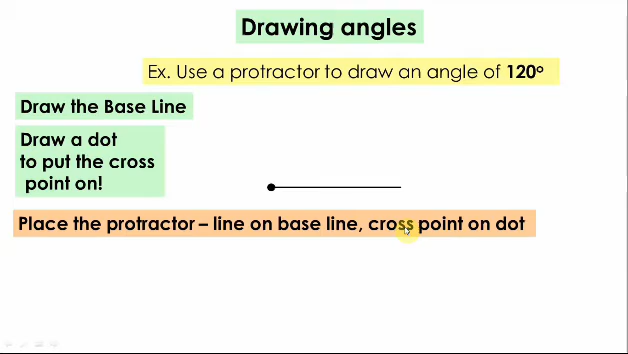 Drawing angles
Ex. Use a protractor to draw an angle of 120º
Draw the Base Line
Draw a dot
to put the cross
point on!
Place the protractor – line on base line, cross point on dot